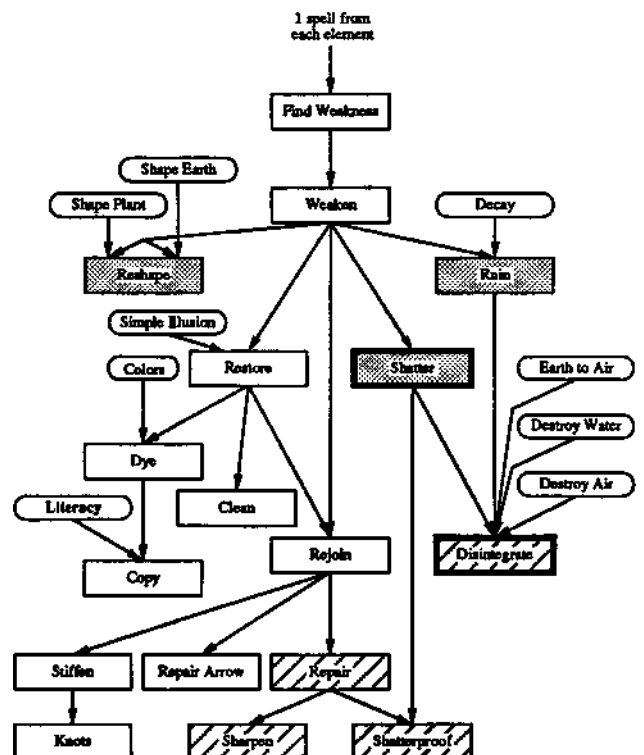 1 spell from
each element
Find Weakness
Shape Earth
Shape Plant
Weaken
Decay
Reshape
Ruin
Simple Illusion
Colors
Restore
Shatter
Earth to Air
Dye
Destroy Water
Literacy
Clean
Destroy Air
Copy
Rejoin
Disintegrate
Stiffen
Repair Arrow
Repair
Knots
Sharpen
Shatterproof